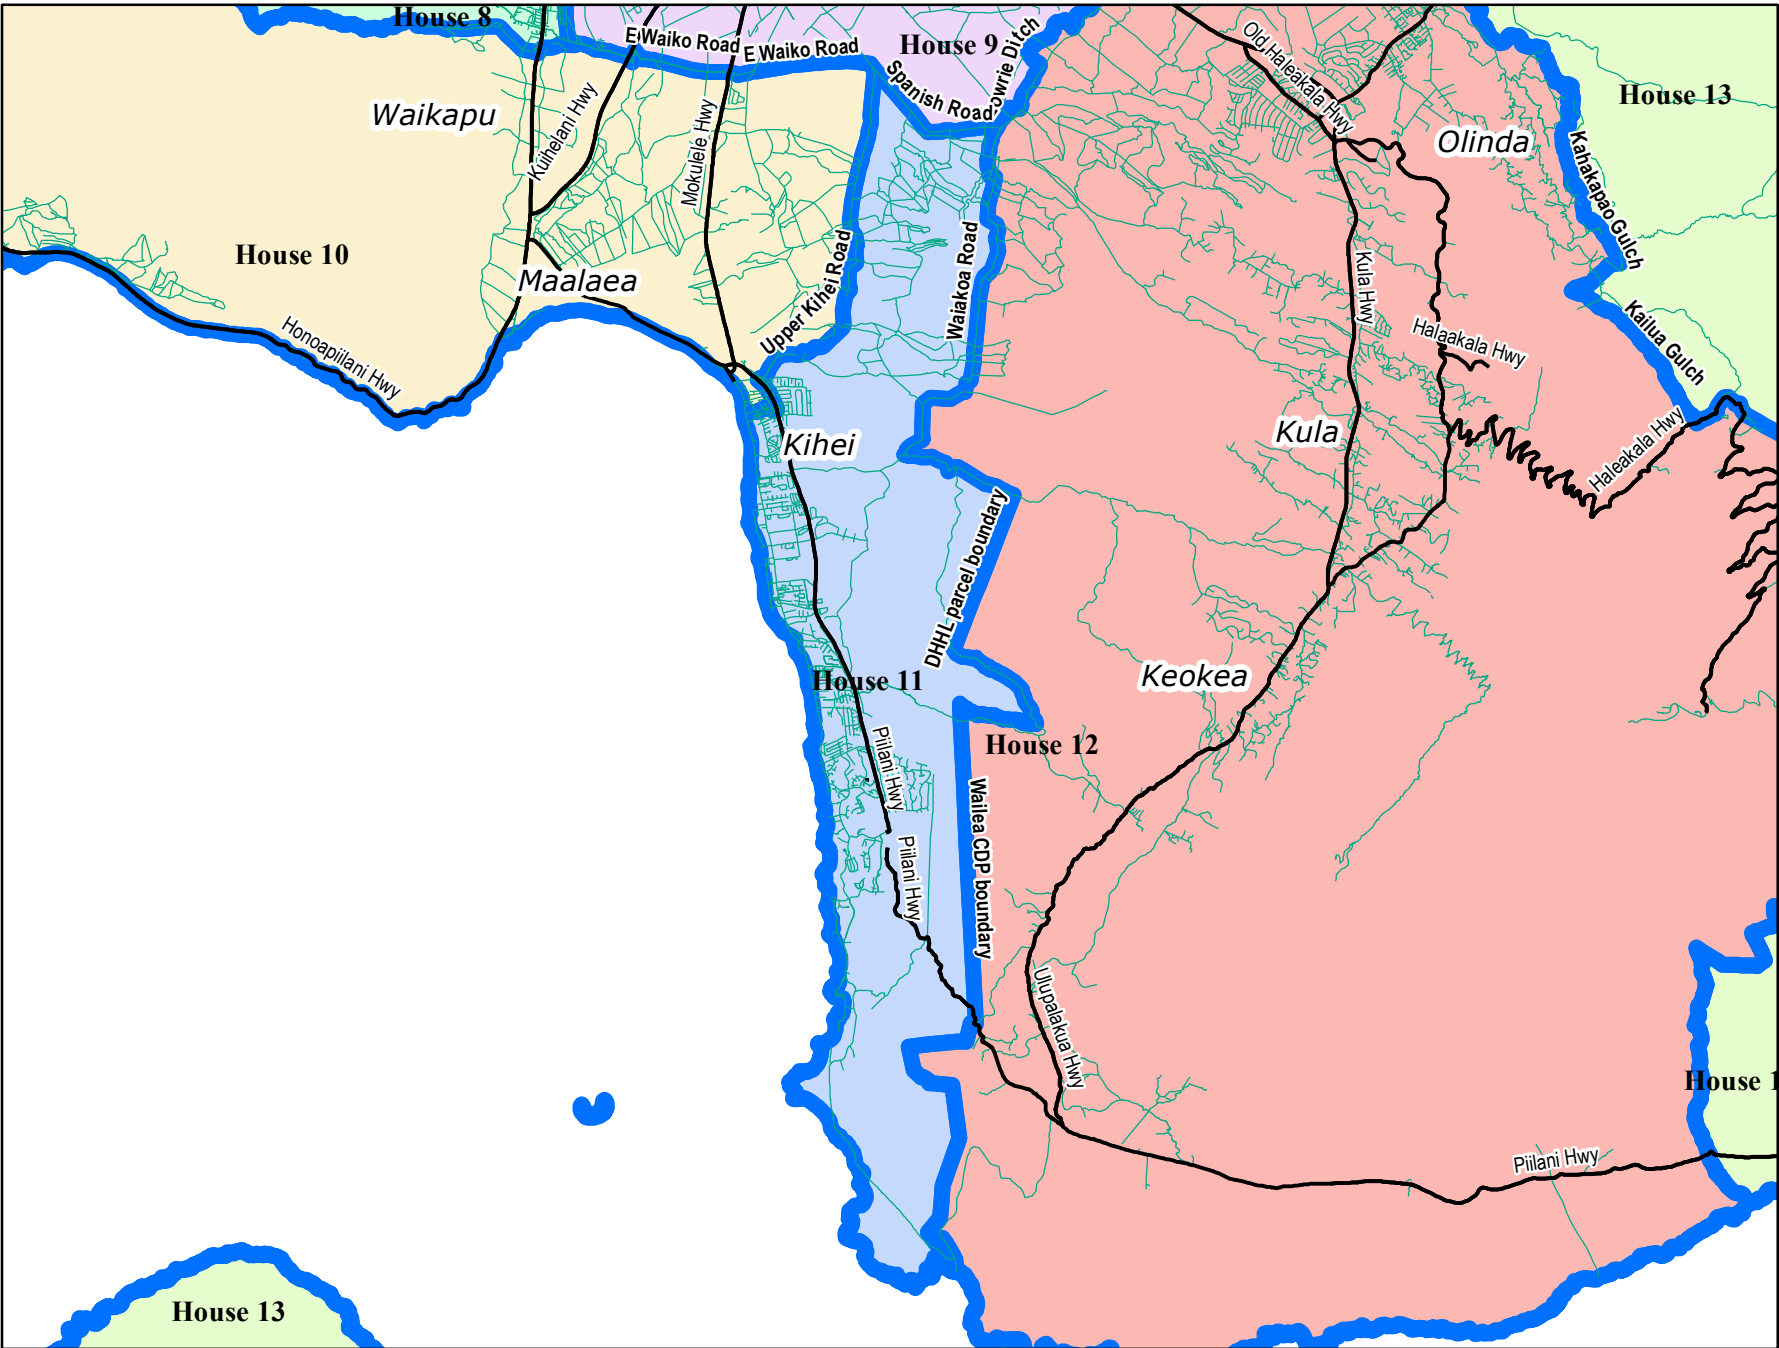 House 8
E Waiko Road
E Waiko Road
House 9
Spanish Road
owrie Ditch
Old Haleakala Hwy
House 13
Waikapu
Kuihelani Hwy
Mokulele Hwy
Olinda
Kahakapao Gulch
House 10
Maalaea
Upper Kihei Road
Waiakoa Road
Kula Hwy
Halaakala Hwy
Kailua Gulch
Honoapiilani Hwy
Kihei
Kula
Haleakala Hwy
DHHL parcel boundary
House 11
Keokea
Piilani Hwy
House 12
Wailea CDP boundary
Piilani Hwy
Ulupalakua Hwy
House 1
Piilani Hwy
House 13